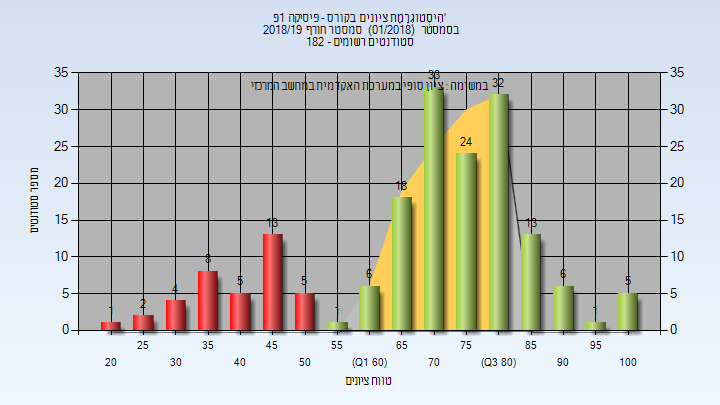 היסטוגרמת ציונים בקורס - פיסיקה 1פ'
בסמסטר (01/2018) סמסטר חורף 2018/19
סטודנטים רשומים - 182
במשימה : ציון סופי במערכת האקדמית במחשב המרכזי
מספר סטודנטים
35 30 25 20 15 10 5 0
1 2 4 8 5 13 5 1 6 18 33 24 32 13 6 1 5
35 30 25 20 15 10 5 0
25 35 45 55 65 75 85 95
20 30 40 50 (Q1 60) 70 (Q3 80) 90 100
טווח ציונים